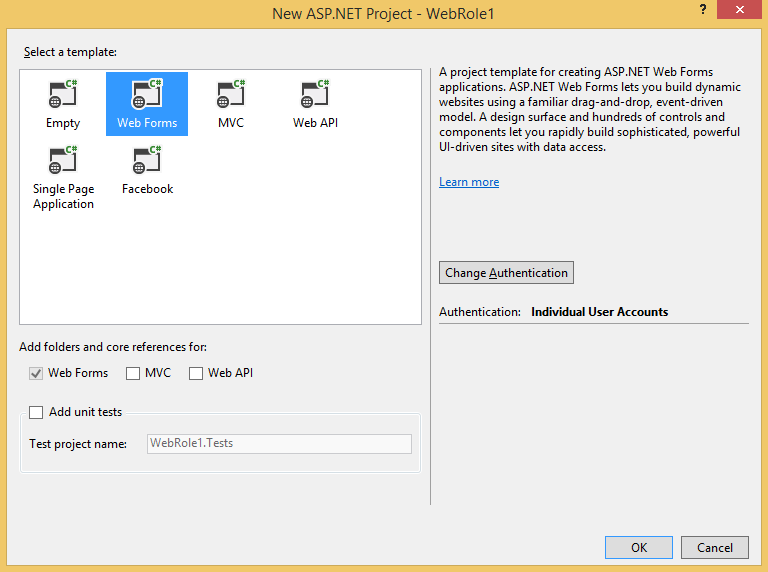 New ASP.NET Project - WebRole1
?
Select a template:
C#
Empty
C#
Web Forms
C#
MVC
C#
Web API
C#
Single Page
Application
C#
Facebook
A project template for creating ASP.NET Web Forms
applications. ASP.NET Web Forms lets you build dynamic
websites using a familiar drag-and-drop, event-driven
model. A design surface and hundreds of controls and
components let you rapidly build sophisticated, powerful
UI-driven sites with data access.
Learn more
Change Authentication
Authentication: Individual User Accounts
Add folders and core references for:
Web Forms MVC Web API
Add unit tests
Test project name: WebRole1.Tests
OK Cancel